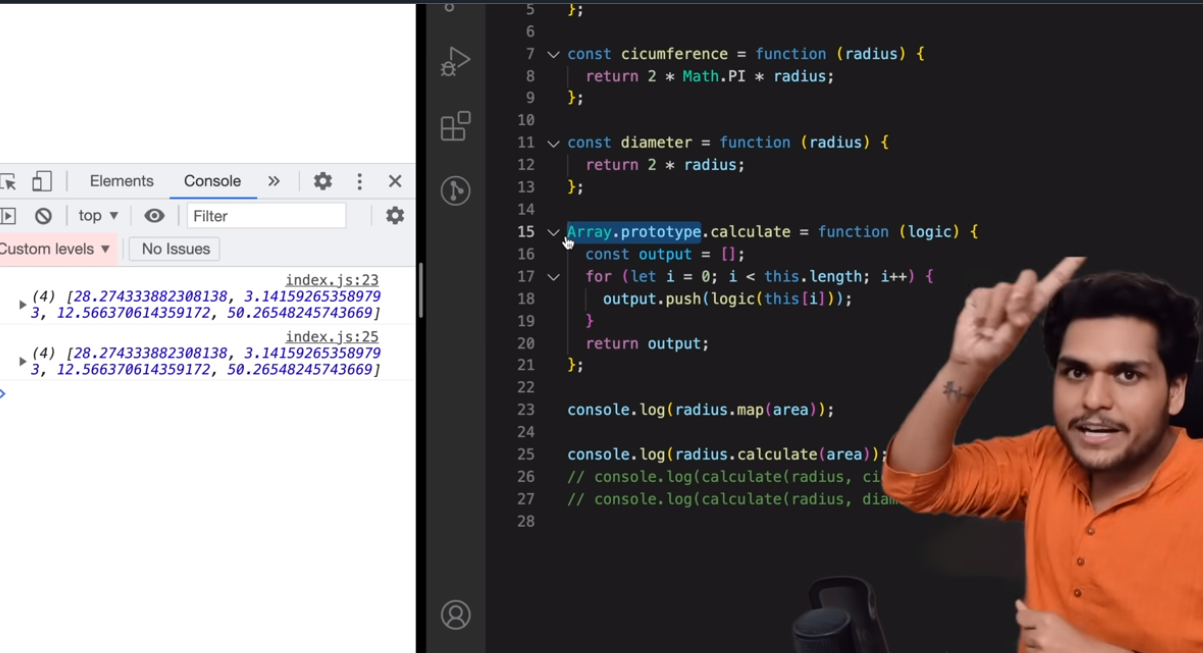 Elements
Console
top
Filter
Custom levels
No Issues
index.js:23
(4) [28.274333882308138, 3.14159265358979
3, 12.566370614359172, 50.26548245743669]
index.js:25
(4) [28.274333882308138, 3.14159265358979
3, 12.566370614359172, 50.26548245743669]
5 };
6
7 const cicumference = function (radius) {
8 return 2 * Math.PI * radius;
9 };
10
11 const diameter = function (radius) {
12 return 2 * radius;
13 };
14
15 Array.prototype.calculate = function (logic) {
16 const output = [];
17 for (let i = 0; i < this.length; i++) {
18 output.push(logic(this[i]));
19 }
20 return output;
21 };
22
23 console.log(radius.map(area));
24
25 console.log(radius.calculate(area));
26 // console.log(calculate(radius, ci
27 // console.log(calculate(radius, diam
28